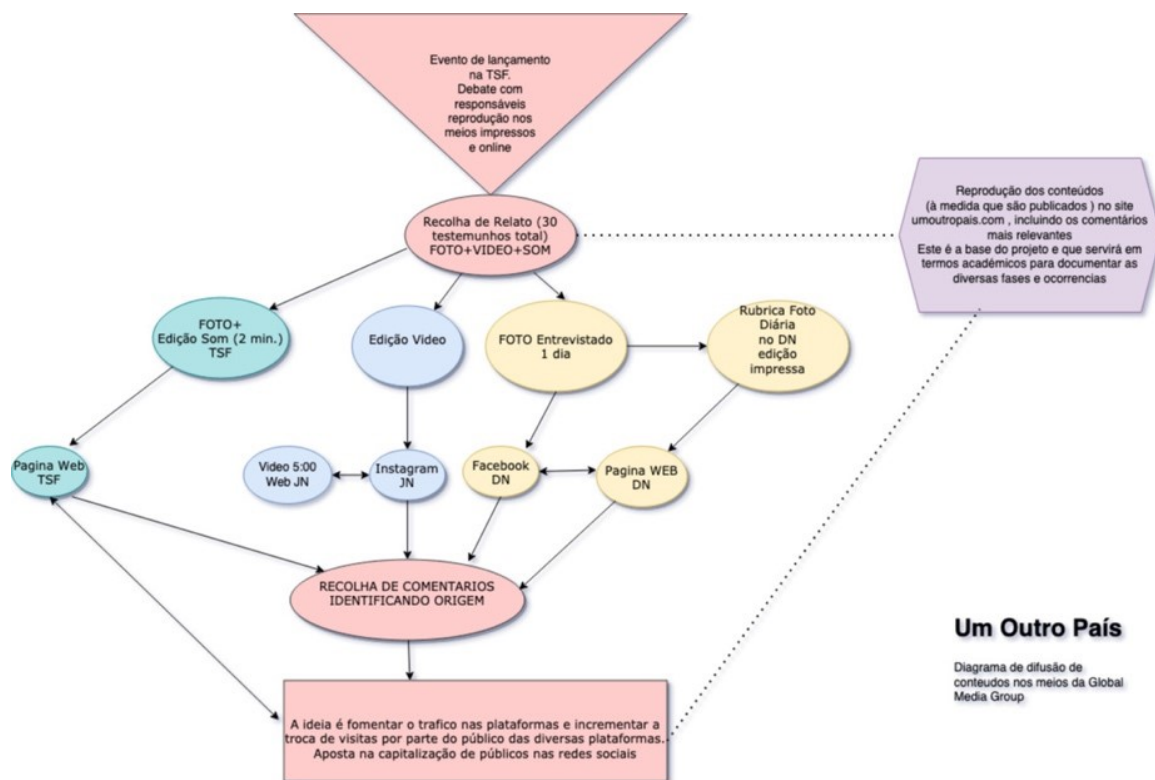 Evento de lançamento
na TSF.
Debate com
responsáveis
reprodução nos
meios impressos
e online
Recolha de Relato (30
testemunhos total)
FOTO+VIDEO+SOM
Reprodução dos conteúdos
(à medida que são publicados ) no site
umoutropais.com , incluindo os comentários
mais relevantes
Este é a base do projeto e que servirá em
termos académicos para documentar as
diversas fases e ocorrencias
FOTO+
Edição Som (2 min.)
TSF
Edição Video
FOTO Entrevistado
1 dia
Rubrica Foto
Diária
no DN
edição
impressa
Pagina Web
TSF
Video 5:00
Web JN
Instagram
JN
Facebook
DN
Pagina WEB
DN
RECOLHA DE COMENTARIOS
IDENTIFICANDO ORIGEM
Um Outro País
Diagrama de difusão de
conteudos nos meios da Global
Media Group
A ideia é fomentar o trafico nas plataformas e incrementar a
troca de visitas por parte do público das diversas plataformas.
Aposta na capitalização de públicos nas redes sociais